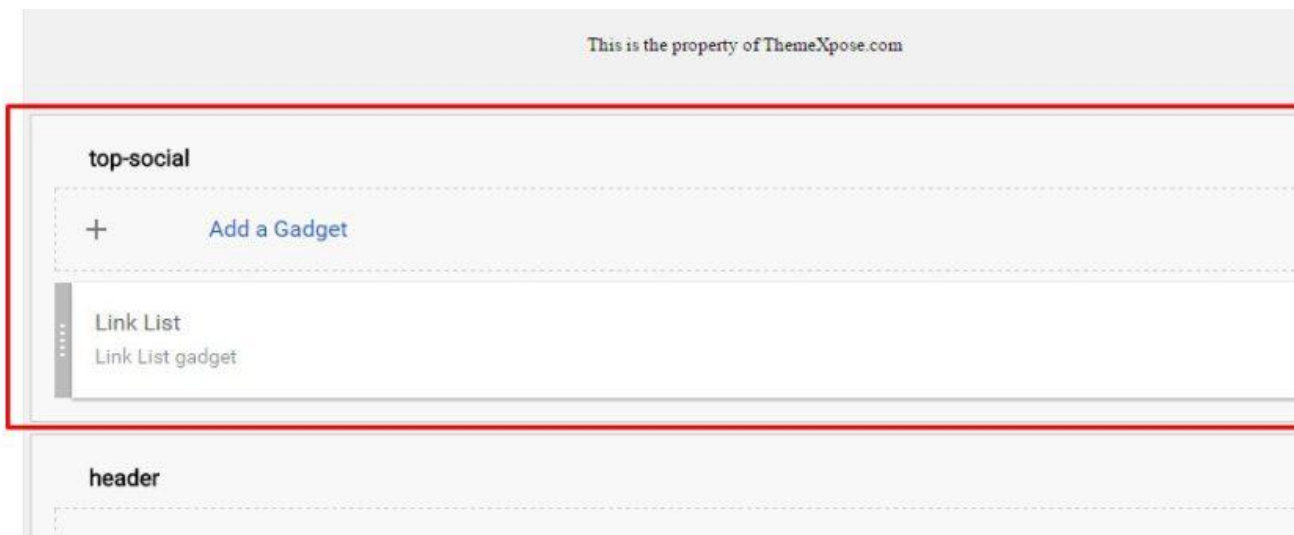 This is the property of ThemeXpose.com
top-social
+ Add a Gadget
Link List
Link List gadget
header